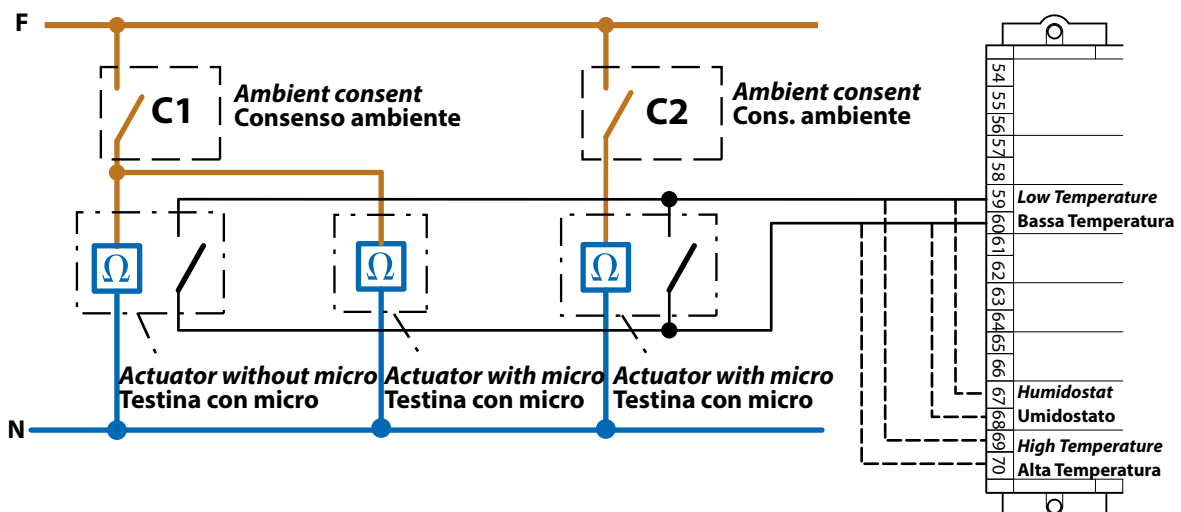 F
C1
Ambient consent
Consenso ambiente
C2
Ambient consent
Cons. ambiente
Ω
Ω
Ω
Actuator without micro
Testina con micro
Actuator with micro
Testina con micro
Actuator with micro
Testina con micro
N
54
55
56
57
58
59
60
61
62
63
64
65
66
67
68
69
70
Low Temperature
Bassa Temperatura
Humidostat
Umidostato
High Temperature
Alta Temperatura